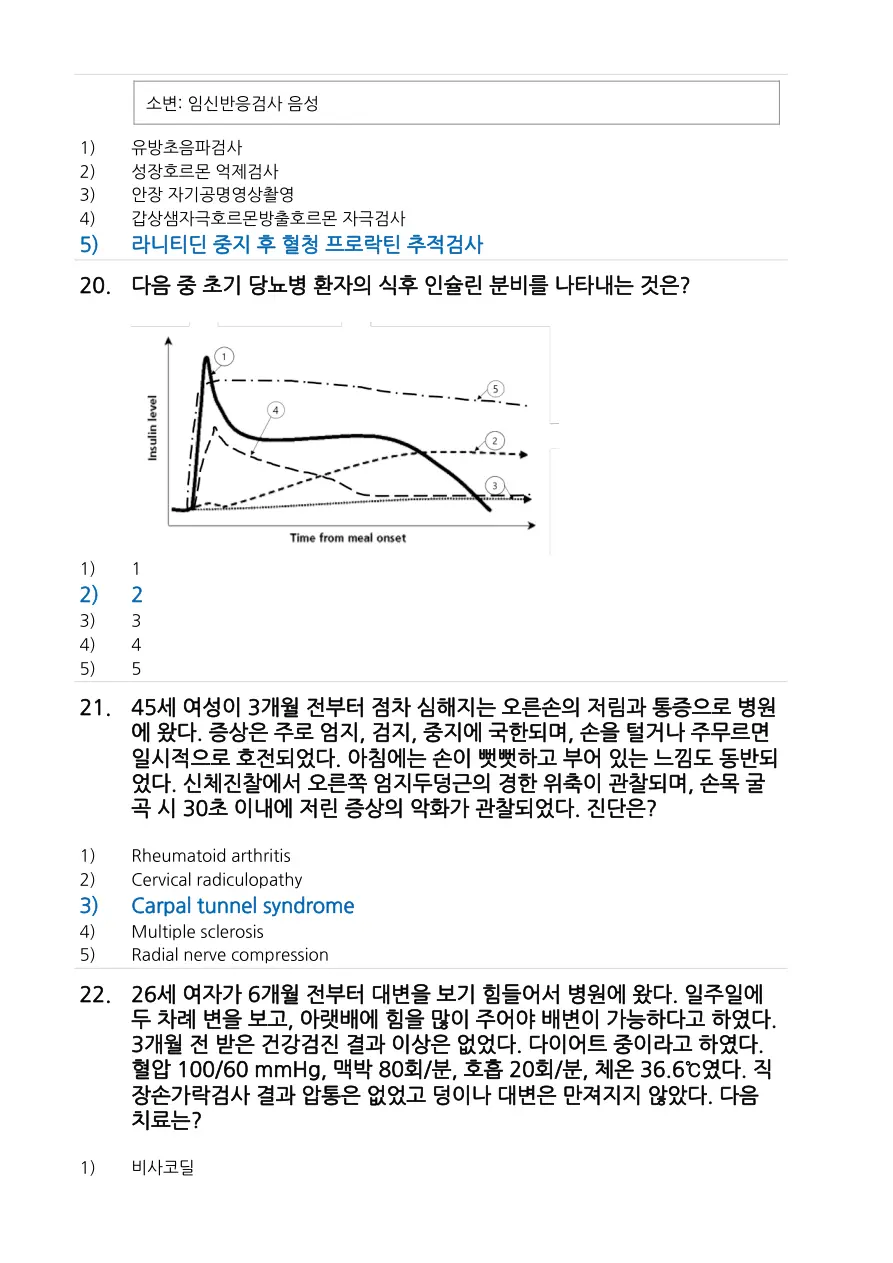 소변: 임신반응검사 음성
1) 유방초음파검사
2) 성장호르몬 억제검사
3) 안장 자기공명영상촬영
4) 갑상샘자극호르몬방출호르몬 자극검사
5) 라니티딘 중지 후 혈청 프로락틴 추적검사
20. 다음 중 초기 당뇨병 환자의 식후 인슐린 분비를 나타내는 것은?
Insulin level
1
5
4
2
3
Time from meal onset
1) 1
2) 2
3) 3
4) 4
5) 5
21. 45세 여성이 3개월 전부터 점차 심해지는 오른손의 저림과 통증으로 병원
에 왔다. 증상은 주로 엄지, 검지, 중지에 국한되며, 손을 털거나 주무르면
일시적으로 호전되었다. 아침에는 손이 뻣뻣하고 부어 있는 느낌도 동반되
었다. 신체진찰에서 오른쪽 엄지두덩근의 경한 위축이 관찰되며, 손목 굴
곡 시 30초 이내에 저린 증상의 악화가 관찰되었다. 진단은?
1) Rheumatoid arthritis
2) Cervical radiculopathy
3) Carpal tunnel syndrome
4) Multiple sclerosis
5) Radial nerve compression
22. 26세 여자가 6개월 전부터 대변을 보기 힘들어서 병원에 왔다. 일주일에
두 차례 변을 보고, 아랫배에 힘을 많이 주어야 배변이 가능하다고 하였다.
3개월 전 받은 건강검진 결과 이상은 없었다. 다이어트 중이라고 하였다.
혈압 100/60 mmHg, 맥박 80회/분, 호흡 20회/분, 체온 36.6℃였다. 직
장손가락검사 결과 압통은 없었고 덩이나 대변은 만져지지 않았다. 다음
치료는?
1) 비사코딜